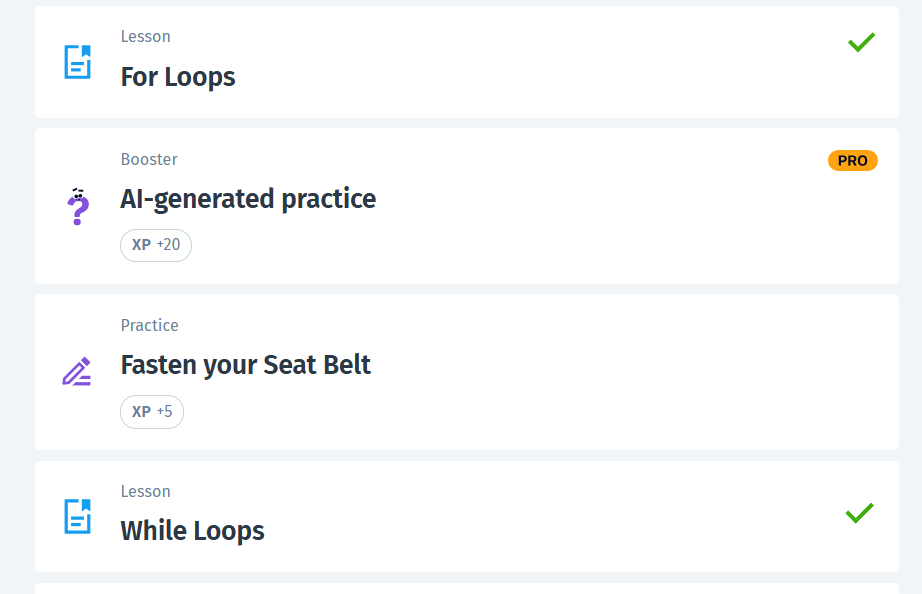 Lesson
For Loops
Booster
PRO
AI-generated practice
XP +20
Practice
Fasten your Seat Belt
XP +5
Lesson
While Loops